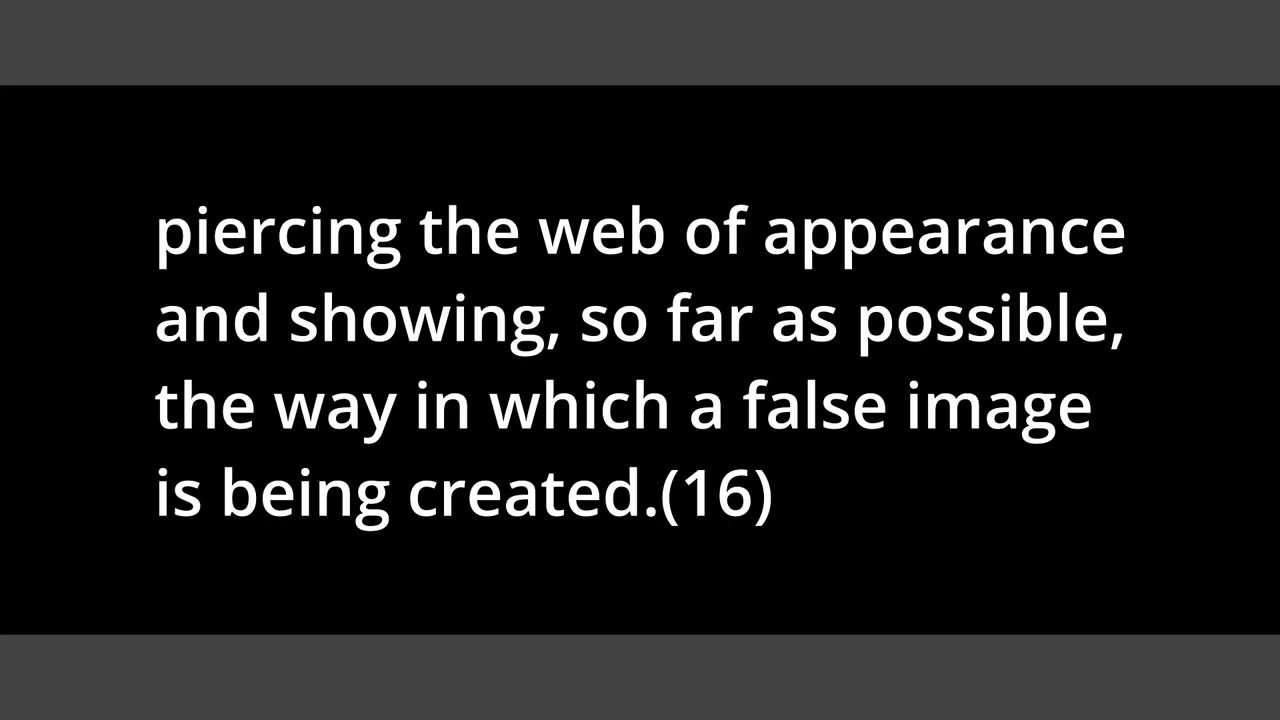 piercing the web of appearance
and showing, so far as possible,
the way in which a false image
is being created.(16)